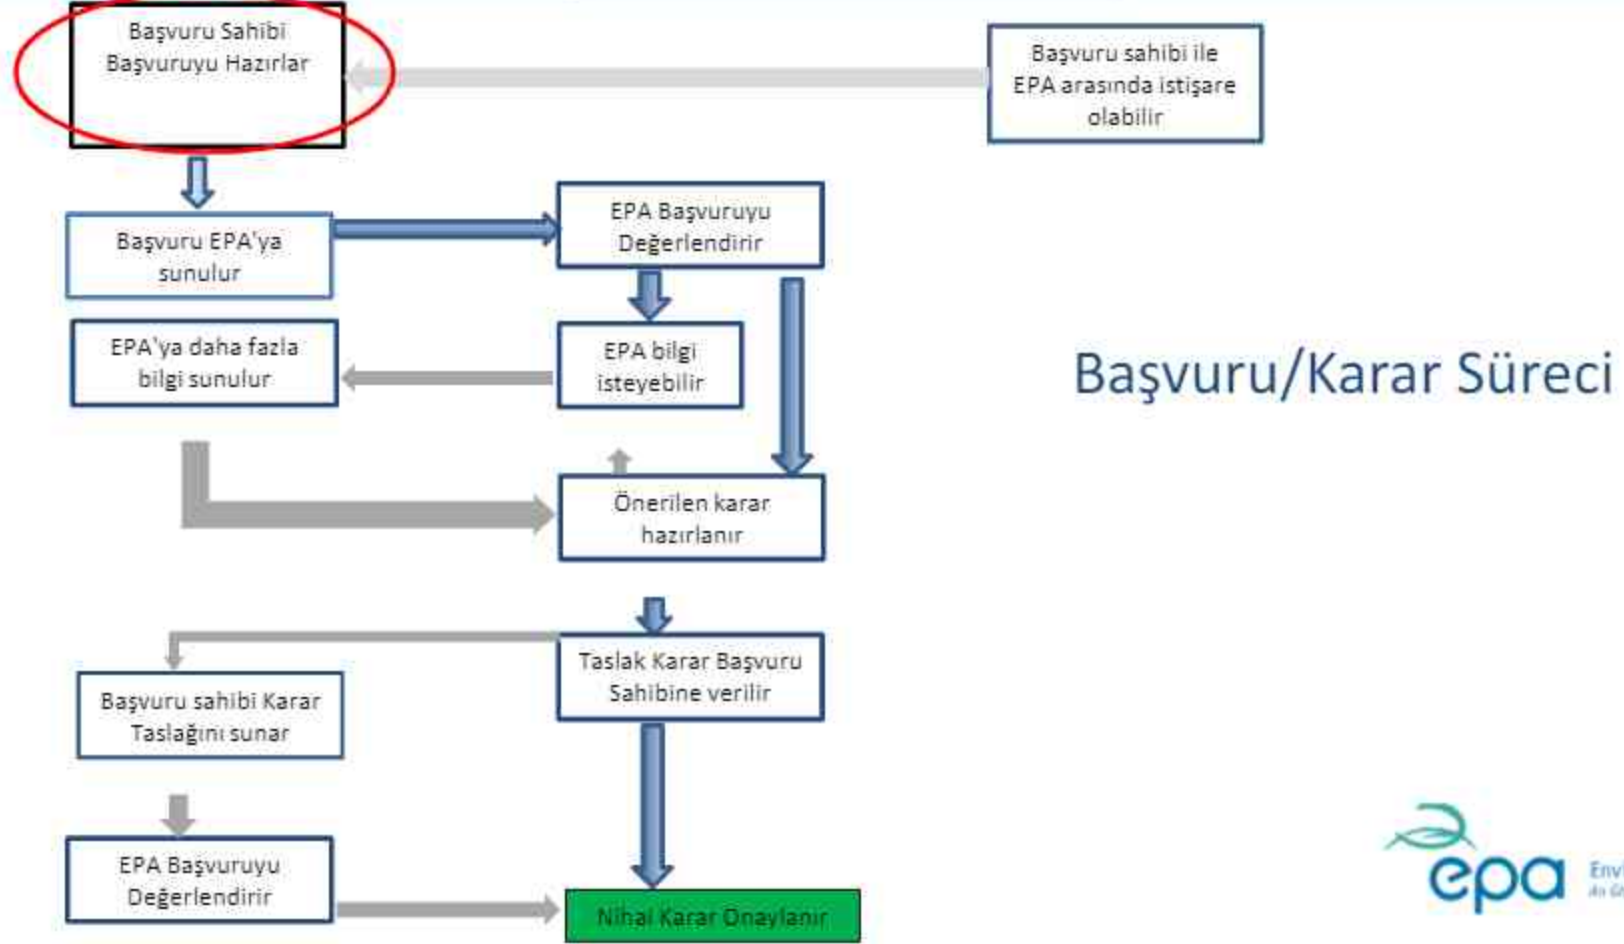 Başvuru Sahibi
Başvuruyu Hazırlar
Başvuru sahibi ile
EPA arasında istişare
olabilir
Başvuru EPA'ya
sunulur
EPA Başvuruyu
Değerlendirir
EPA'ya daha fazla
bilgi sunulur
EPA bilgi
isteyebilir
Başvuru/Karar Süreci
Önerilen karar
hazırlanır
Taslak Karar Başvuru
Sahibine verilir
Başvuru sahibi Karar
Taslağını sunar
EPA Başvuruyu
Değerlendirir
Nihai Karar Onaylanır
epa